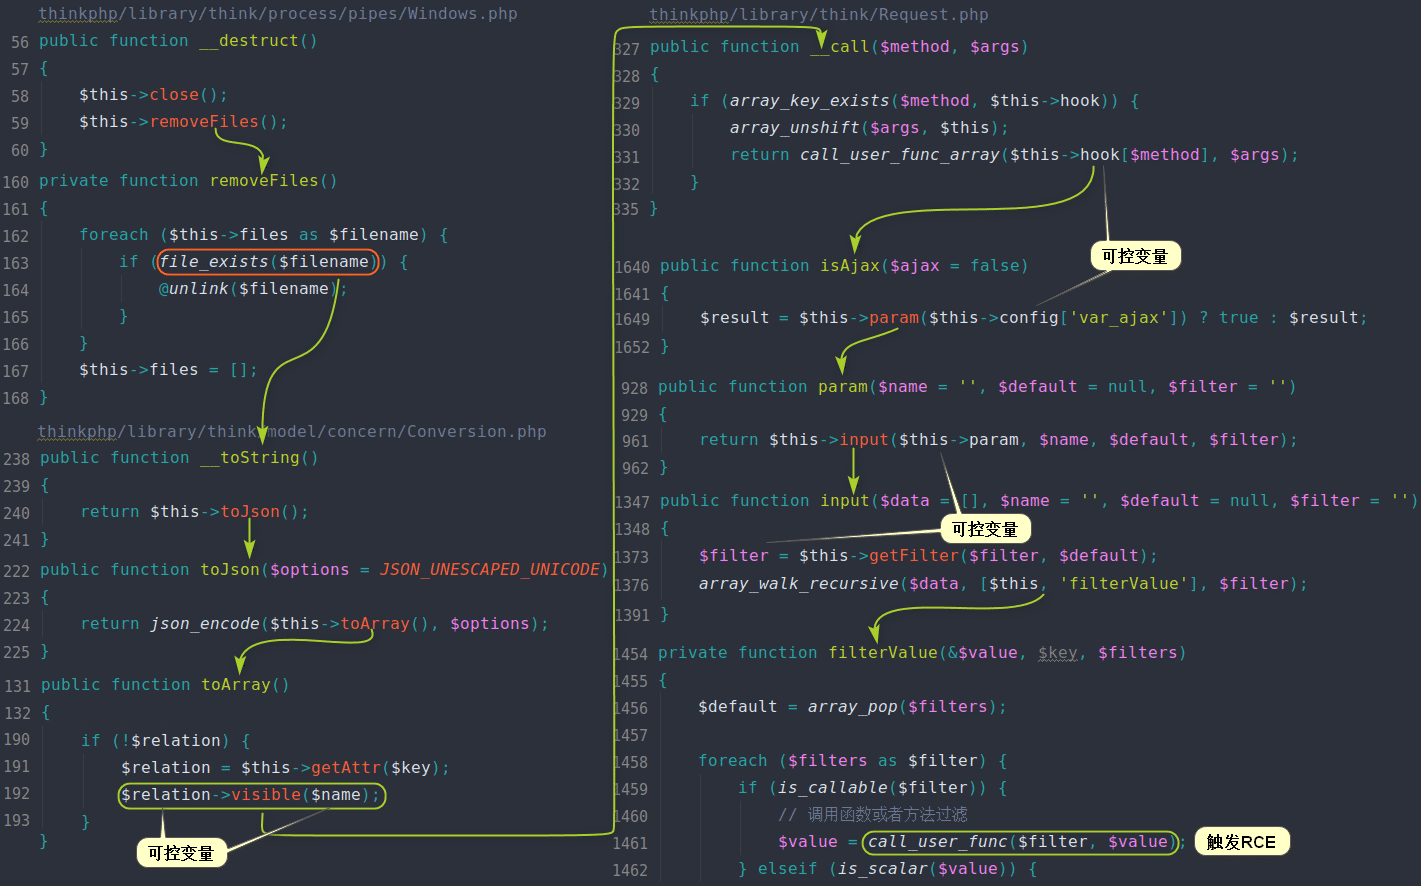 thinkphp/library/think/process/pipes/Windows.php
56 public function __destruct()
57 {
58 $this->close();
59 $this->removeFiles();
60 }
160 private function removeFiles()
161 {
162 foreach ($this->files as $filename) {
163 if (file_exists($filename)) {
164 @unlink($filename);
165 }
166 }
167 $this->files = [];
168 }
thinkphp/library/think/model/concern/Conversion.php
238 public function __toString()
239 {
240 return $this->toJson();
241 }
222 public function toJson($options = JSON_UNESCAPED_UNICODE)
223 {
224 return json_encode($this->toArray(), $options);
225 }
131 public function toArray()
132 {
190 if (!$relation) {
191 $relation = $this->getAttr($key);
192 $relation->visible($name);
193 }
}
可控变量
thinkphp/library/think/Request.php
327 public function __call($method, $args)
328 {
329 if (array_key_exists($method, $this->hook)) {
330 array_unshift($args, $this);
331 return call_user_func_array($this->hook[$method], $args);
332 }
335 }
可控变量
1640 public function isAjax($ajax = false)
1641 {
1649 $result = $this->param($this->config['var_ajax']) ? true : $result;
1652 }
928 public function param($name = '', $default = null, $filter = '')
929 {
961 return $this->input($this->param, $name, $default, $filter);
962 }
1347 public function input($data = [], $name = '', $default = null, $filter = '')
1348 {
可控变量
1373 $filter = $this->getFilter($filter, $default);
1376 array_walk_recursive($data, [$this, 'filterValue'], $filter);
1391 }
1454 private function filterValue(&$value, $key, $filters)
1455 {
1456 $default = array_pop($filters);
1457
1458 foreach ($filters as $filter) {
1459 if (is_callable($filter)) {
1460 // 调用函数或者方法过滤
1461 $value = call_user_func($filter, $value); 触发RCE
1462 } elseif (is_scalar($value)) {